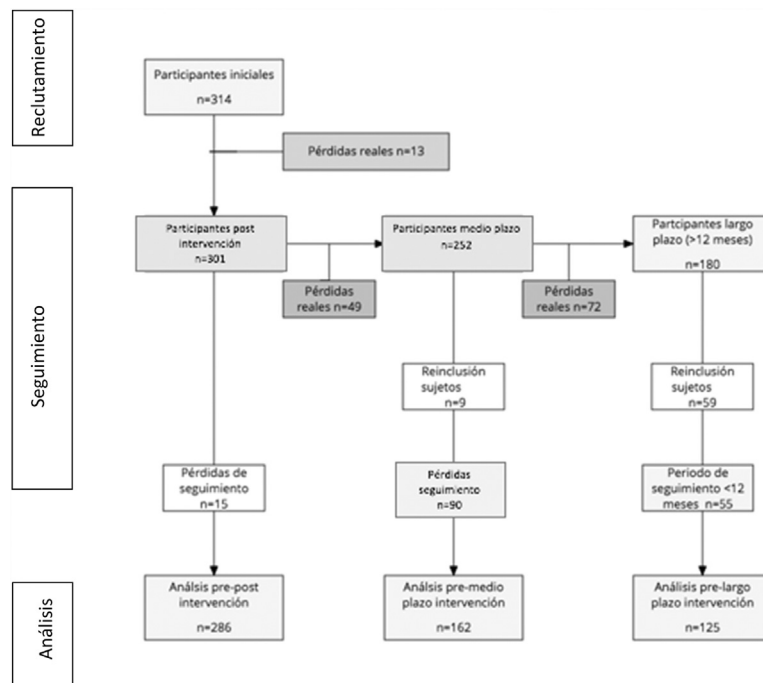 Reclutamiento
Participantes iniciales
n=314
Pérdidas reales n=13
Seguimiento
Participantes post
intervención
n=301
Participantes medio plazo
n=252
Partcipantes largo
plazo (>12 meses)
n=180
Pérdidas
reales n=49
Pérdidas
reales n=72
Reinclusión
sujetos
n=9
Reinclusión
sujetos
n=59
Pérdidas de
seguimiento
n=15
Pérdidas
seguimiento
n=90
Periodo de
seguimiento <12
meses n=55
Análisis
Análsis pre-post
intervención
n=286
Análsis pre-medio
plazo intervención
n=162
Análisis pre-largo
plazo intervención
n=125